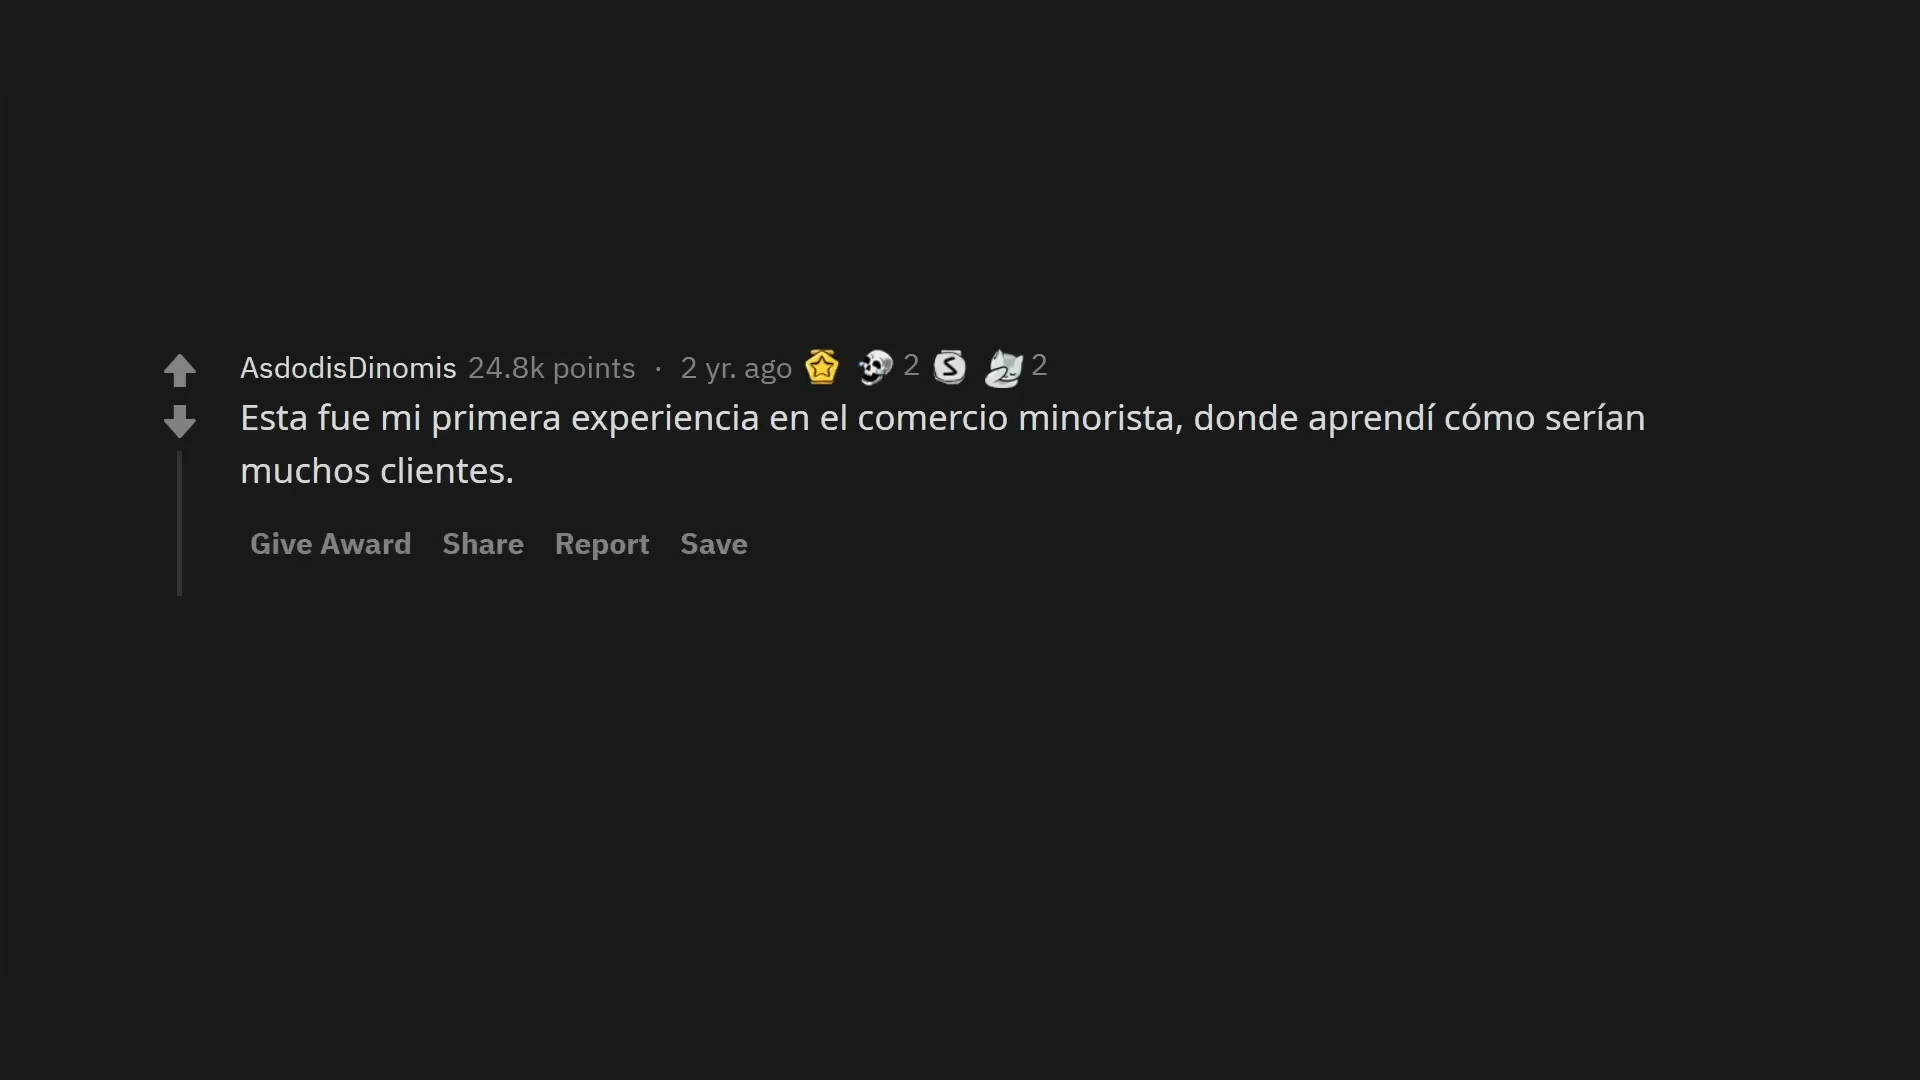 AsdodisDinomis 24.8k points · 2 yr. ago 2 S 2
Esta fue mi primera experiencia en el comercio minorista, donde aprendí cómo serían
muchos clientes.
Give Award Share Report Save